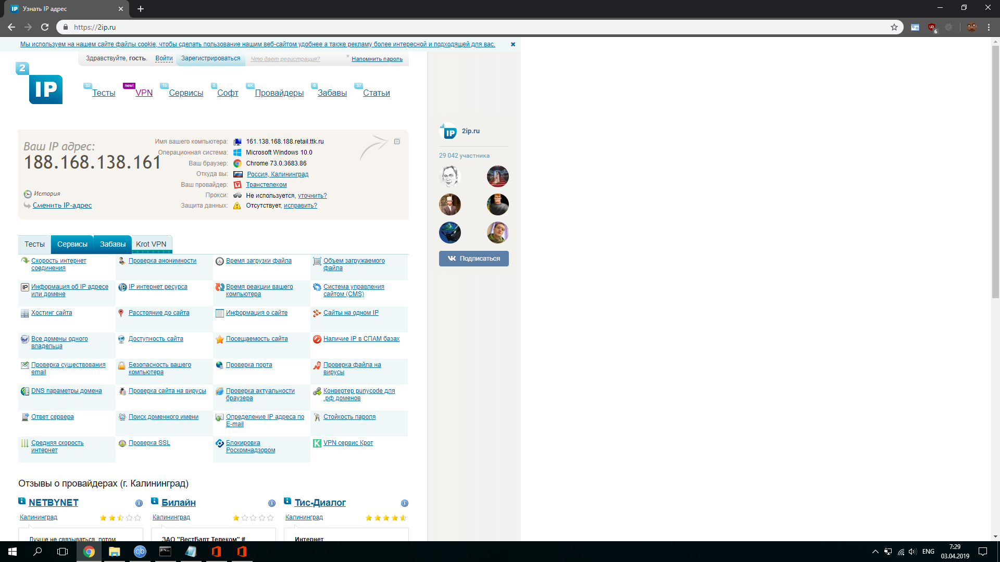 Узнать IP адрес
https://2ip.ru
6
Мы используем на нашем сайте файлы cookie, чтобы сделать пользование нашим веб-сайтом удобнее а также рекламу более интересной и подходящей для вас.
Здравствуйте, гость. Войти Зарегистрироваться Что дает регистрация? * Напомнить пароль
2 IP
32 Тесты new! VPN 15 Сервисы 5 Софт 4K Провайдеры 6 Забавы 37 Статьи
Ваш IP адрес:
188.168.138.161
История
Сменить IP-адрес
Имя вашего компьютера: 161.138.168.188.retail.ttk.ru
Операционная система: Microsoft Windows 10.0
Ваш браузер: Chrome 73.0.3683.86
Откуда вы: Россия, Калининград
Ваш провайдер: Транстелеком
Прокси: Не используется, уточнить?
Защита данных: Отсутствует, исправить?
IP 2ip.ru
29 042 участника
Подписаться
Тесты Сервисы Забавы Krot VPN
Скорость интернет соединения
Проверка анонимности
Время загрузки файла
Объем загружаемого файла
Информация об IP адресе или домене
IP интернет ресурса
Время реакции вашего компьютера
Система управления сайтом (CMS)
Хостинг сайта
Расстояние до сайта
Информация о сайте
Сайты на одном IP
Все домены одного владельца
Доступность сайта
Посещаемость сайта
Наличие IP в СПАМ базах
Проверка существования email
Безопасность вашего компьютера
Проверка порта
Проверка файла на вирусы
DNS параметры домена
Проверка сайта на вирусы
Проверка актуальности браузера
Конвертер punycode для .рф доменов
Ответ сервера
Поиск доменного имени
Определение IP адреса по E-mail
Стойкость пароля
Средняя скорость интернет
Проверка SSL
Блокировка Роскомнадзором
VPN сервис Крот
Отзывы о провайдерах (г. Калининград)
NETBYNET Билайн Тис-Диалог
Калининград Калининград Калининград
Лучше не связываться, потом ЗАО "ВестБалт Телеком" # Интернет
ENG
7:29
03.04.2019